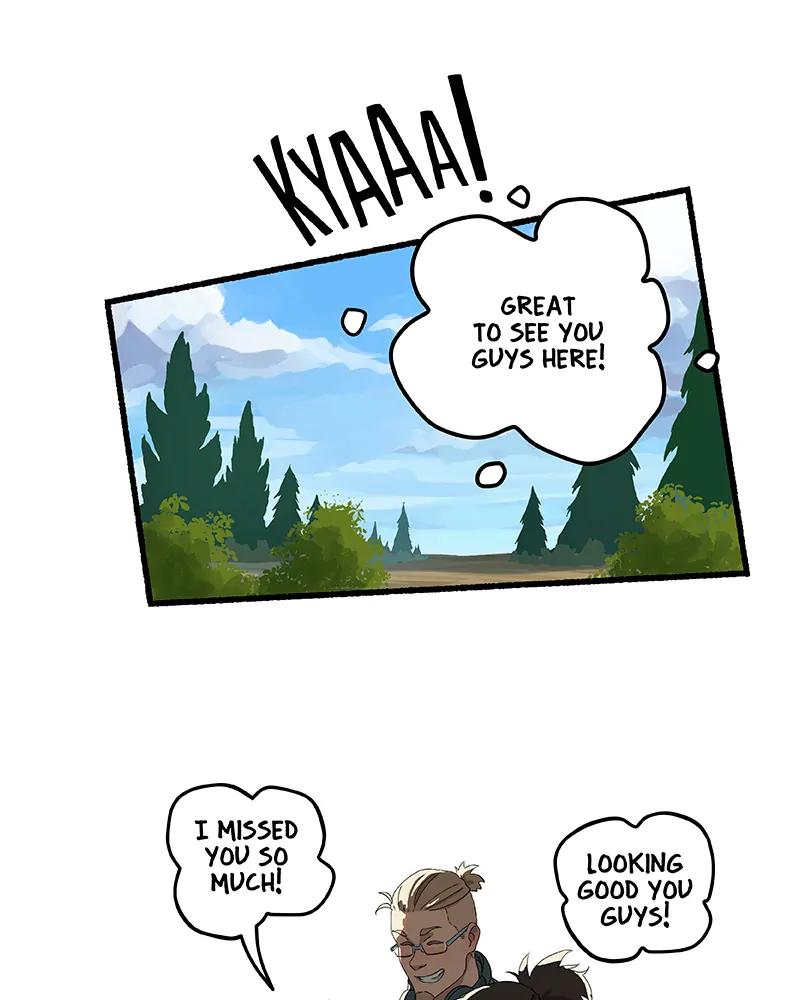 KYAAA!
GREAT
TO SEE YOU
GUYS HERE!
I MISSED
YOU SO
MUCH!
LOOKING
GOOD YOU
GUYS!